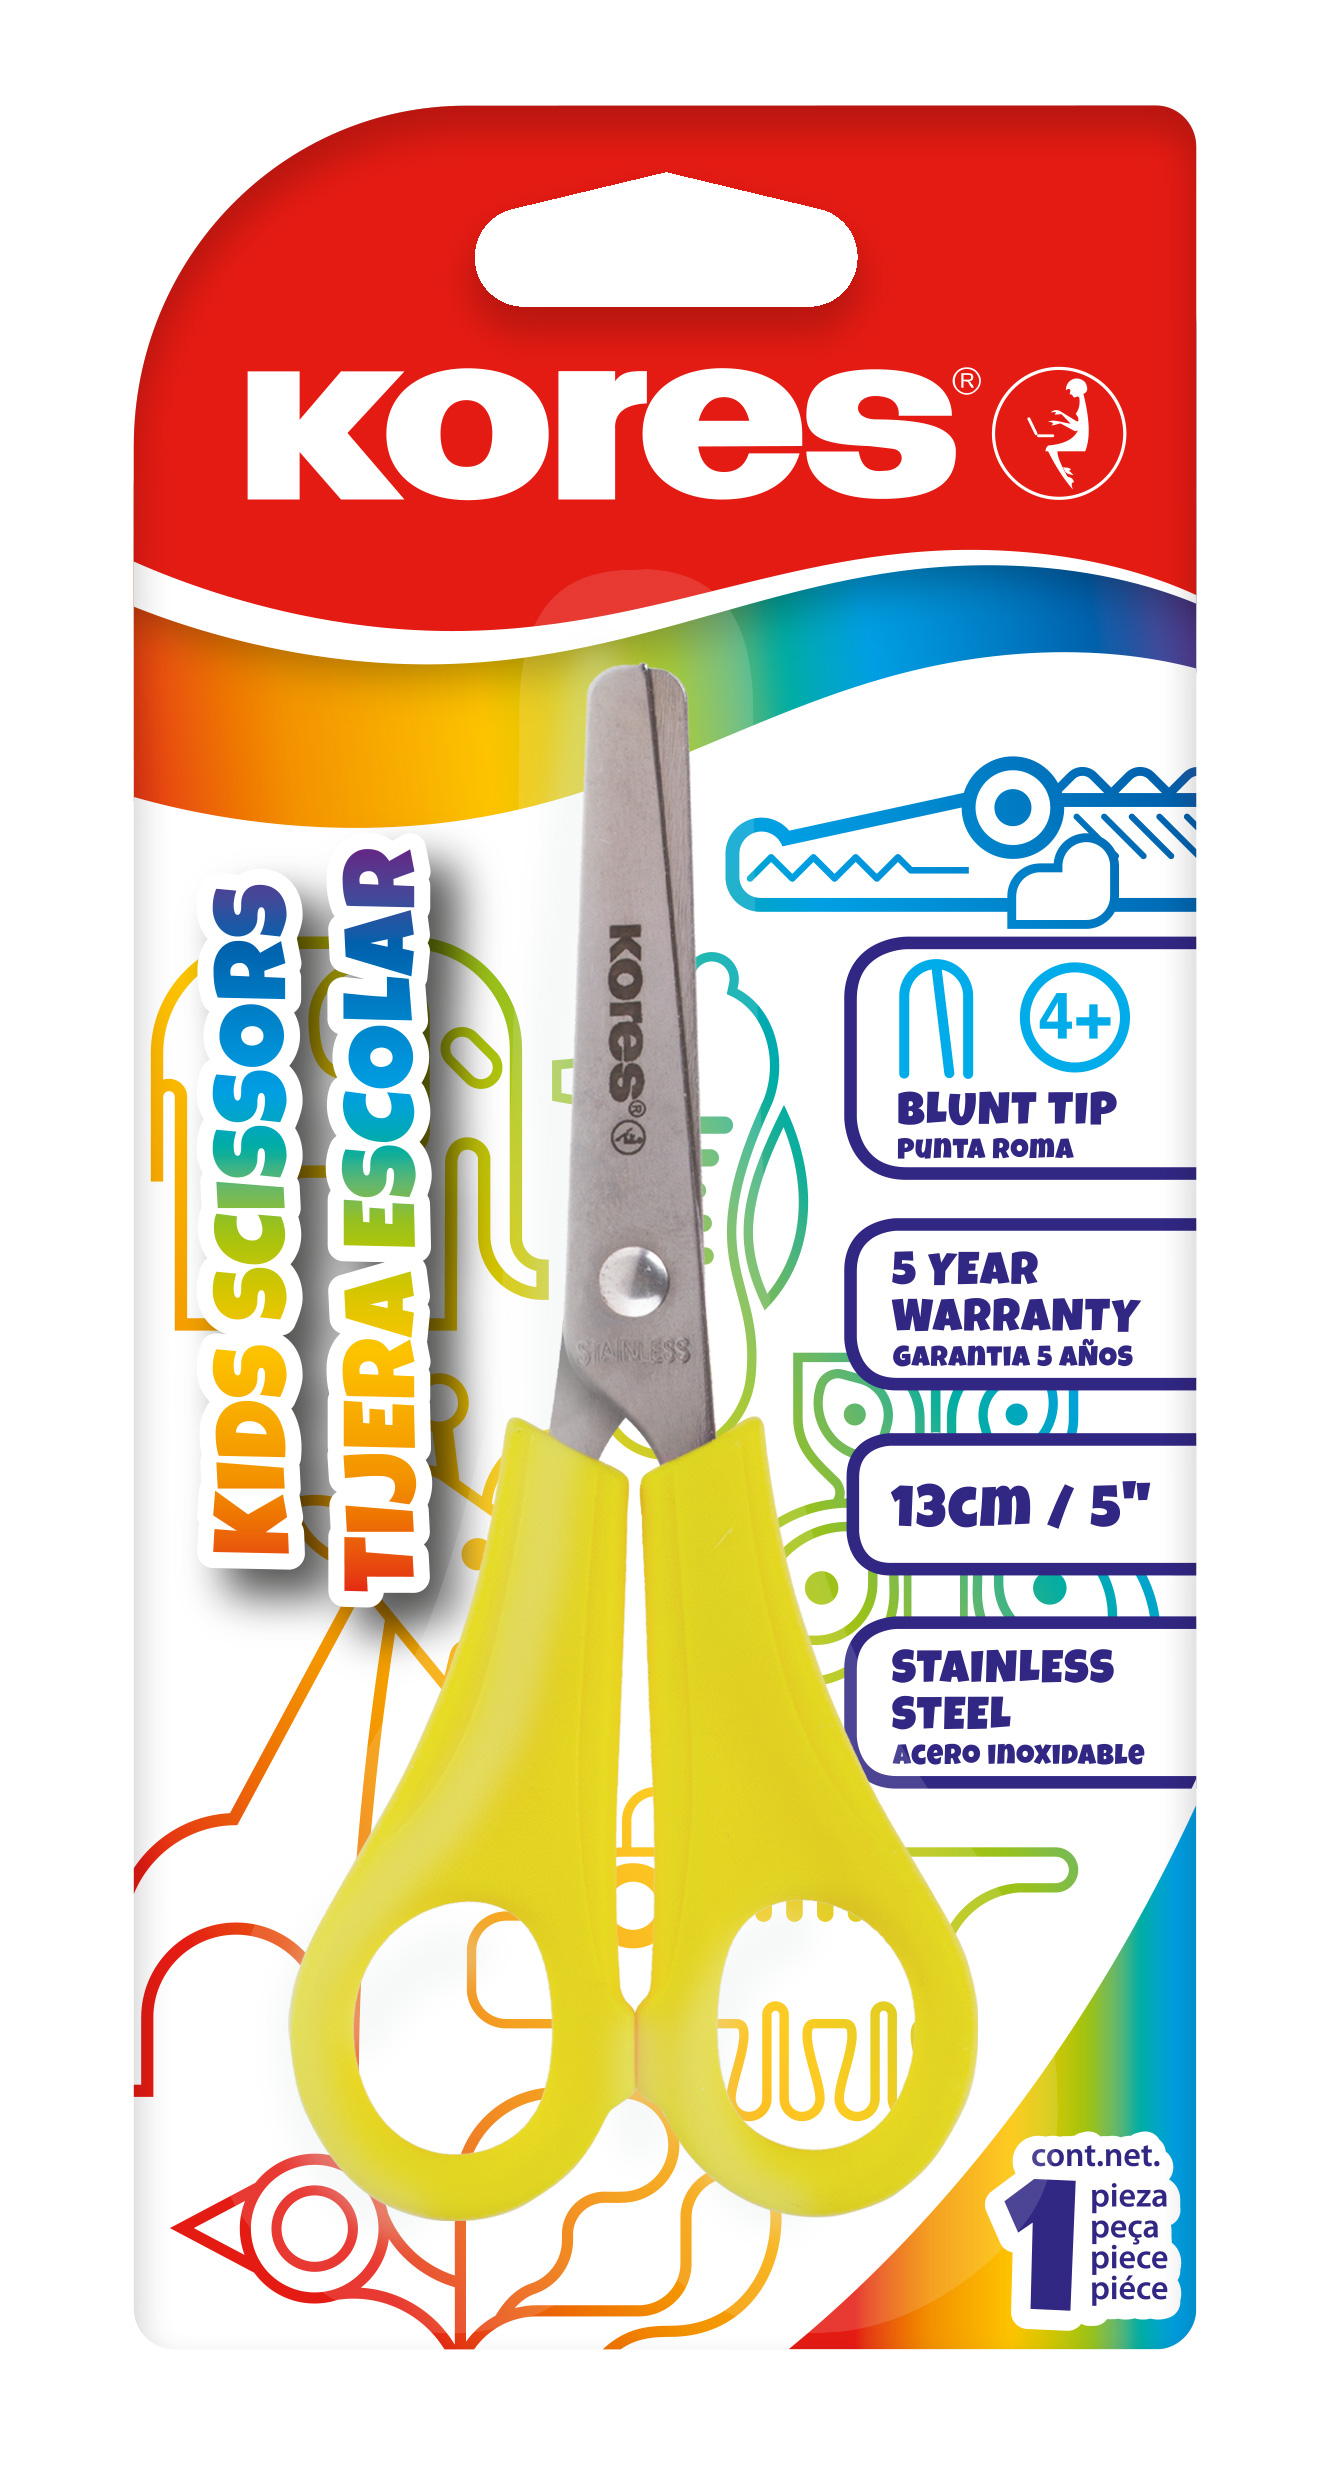 Kores®
KIDS SCISSORS
TIJERA ESCOLAR
Kores®
STAINLESS
4+
BLUNT TIP
PUNTA ROMA
5 YEAR
WARRANTY
GARANTIA 5 AÑOS
13cm / 5"
STAINLESS
STEEL
ACERO INOXIDABLE
cont.net.
1
pieza
peça
piece
piéce